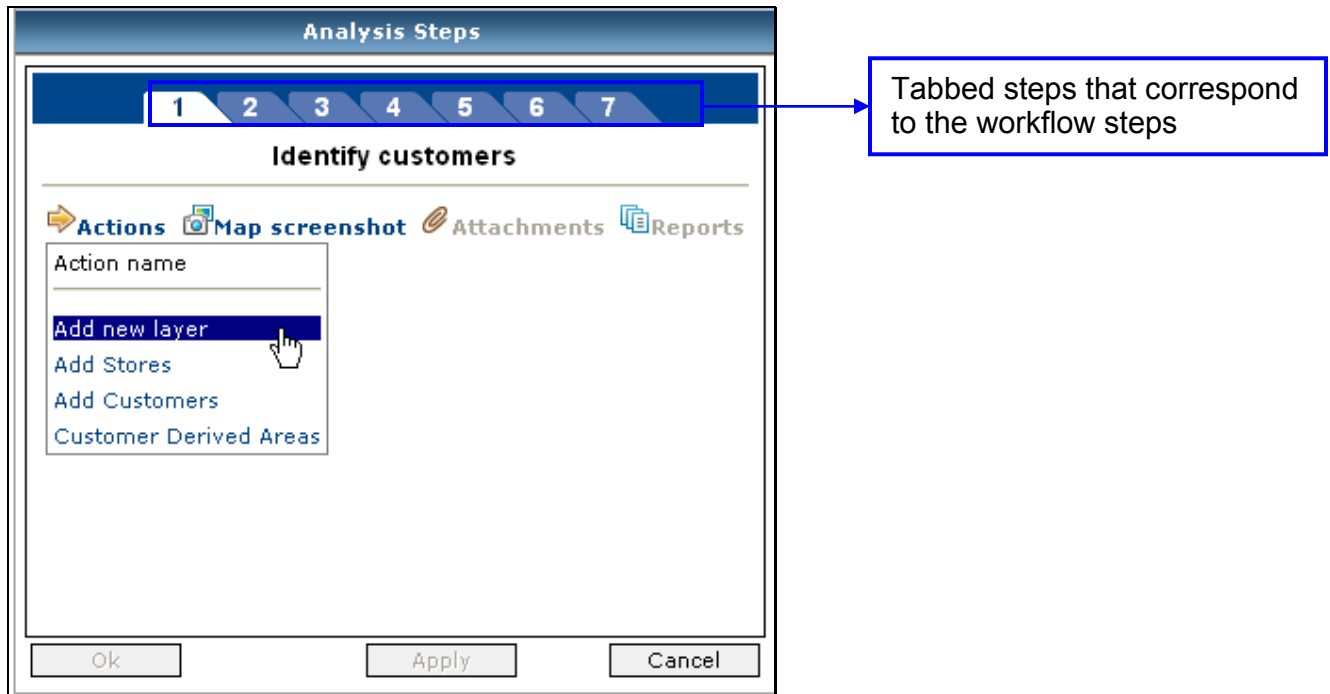 Analysis Steps
1 2 3 4 5 6 7
Tabbed steps that correspond
to the workflow steps
Identify customers
Actions Map screenshot Attachments Reports
Action name
Add new layer
Add Stores
Add Customers
Customer Derived Areas
Ok Apply Cancel